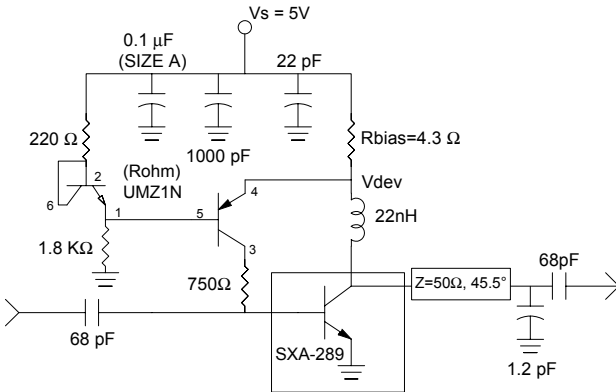 Vs = 5V
0.1 µF
(SIZE A)
22 pF
220 Ω
1000 pF
Rbias=4.3 Ω
(Rohm)
UMZ1N
2
6
4
Vdev
1
5
22nH
1.8 KΩ
3
750Ω
Z=50Ω, 45.5°
68pF
68 pF
SXA-289
1.2 pF